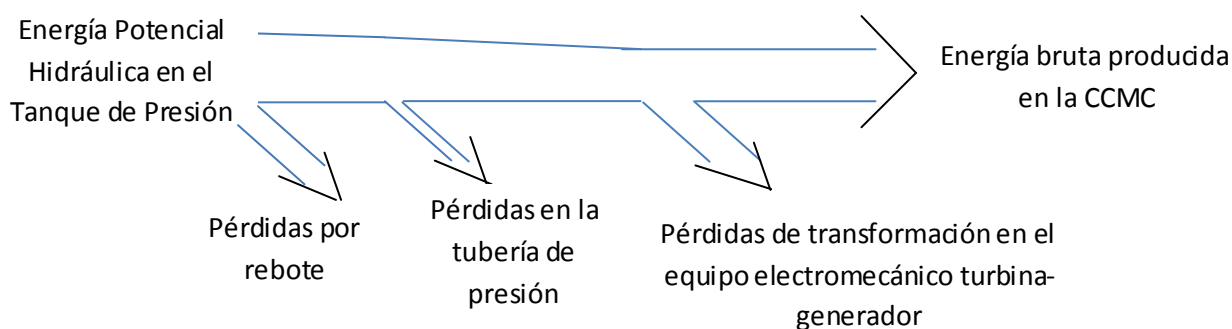 Energía Potencial
Hidráulica en el
Tanque de Presión
Energía bruta producida
en la CCMC
Pérdidas por
rebote
Pérdidas en la
tubería de
presión
Pérdidas de transformación en el
equipo electromecánico turbina-
generador